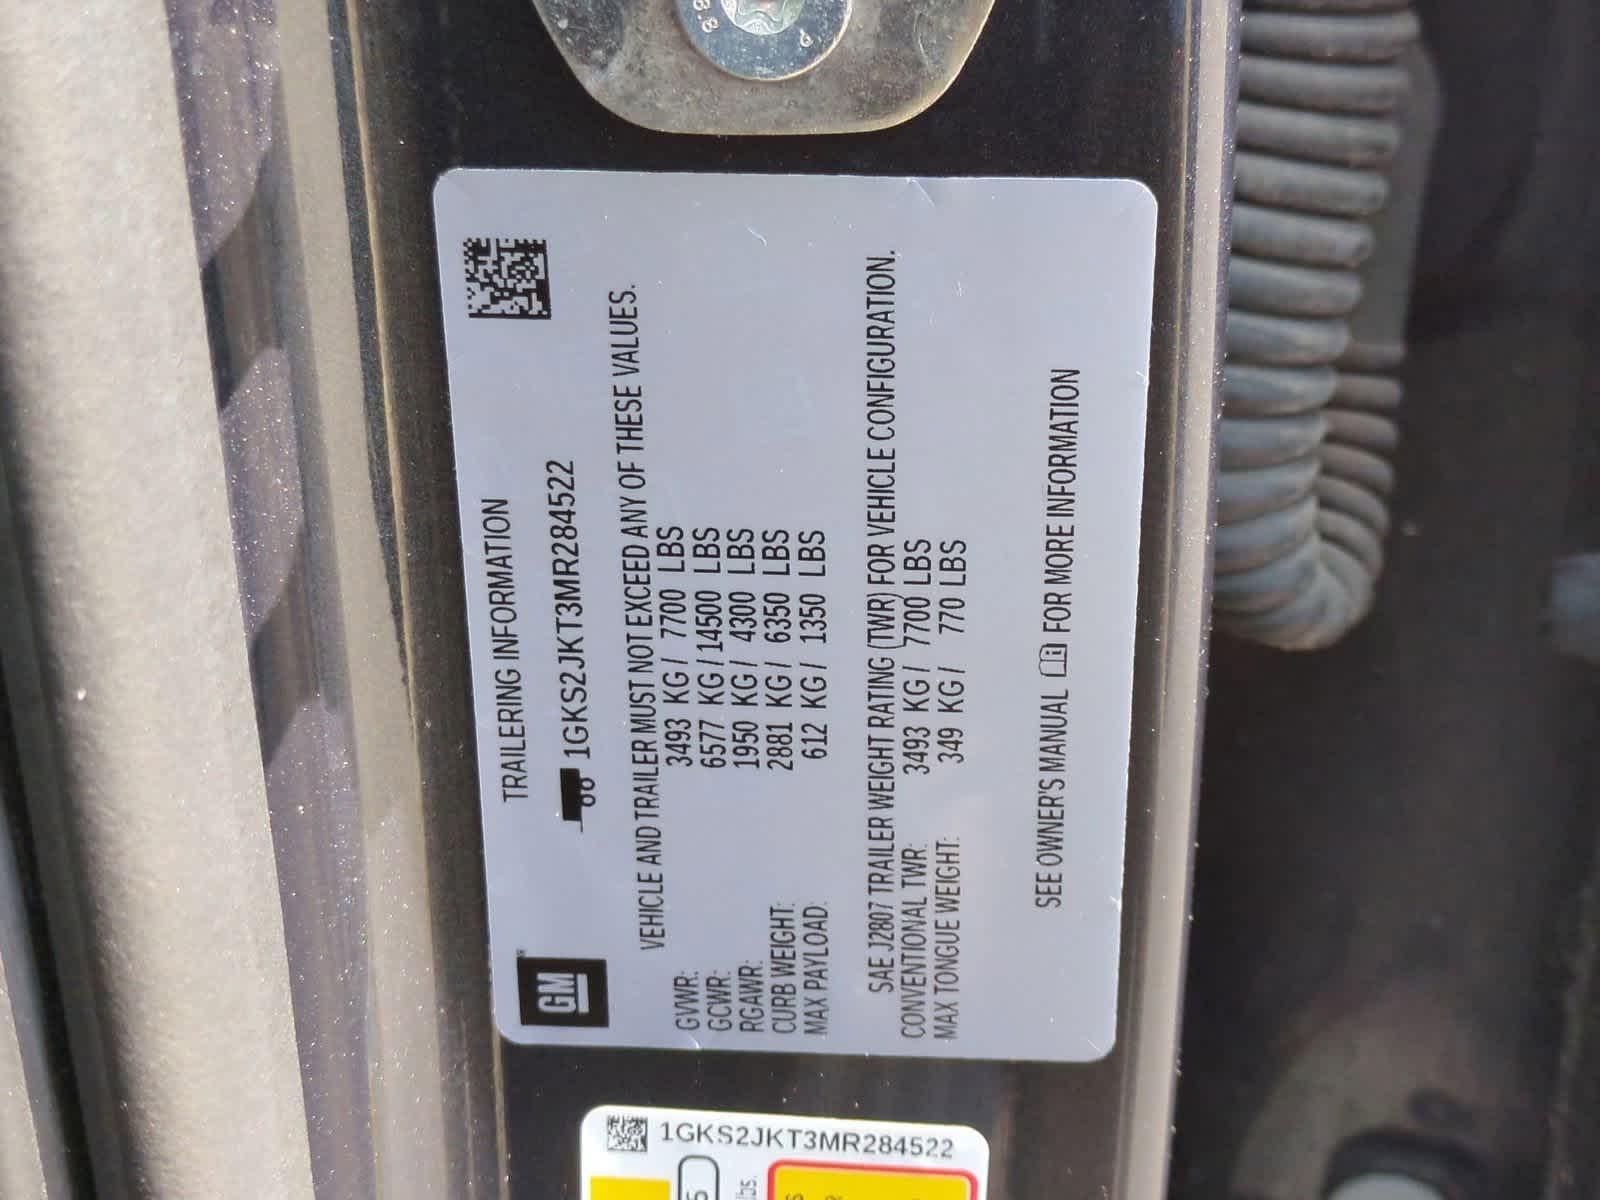 GM
TRAILERING INFORMATION
1GKS2JKT3MR284522
VEHICLE AND TRAILER MUST NOT EXCEED ANY OF THESE VALUES.
GVWR: 3493 KG / 7700 LBS
GCWR: 6577 KG / 14500 LBS
RGAWR: 1950 KG / 4300 LBS
CURB WEIGHT: 2881 KG / 6350 LBS
MAX PAYLOAD: 612 KG / 1350 LBS
SAE J2807 TRAILER WEIGHT RATING (TWR) FOR VEHICLE CONFIGURATION.
CONVENTIONAL TWR: 3493 KG / 7700 LBS
MAX TONGUE WEIGHT: 349 KG / 770 LBS
SEE OWNER'S MANUAL FOR MORE INFORMATION
1GKS2JKT3MR284522
lbs.